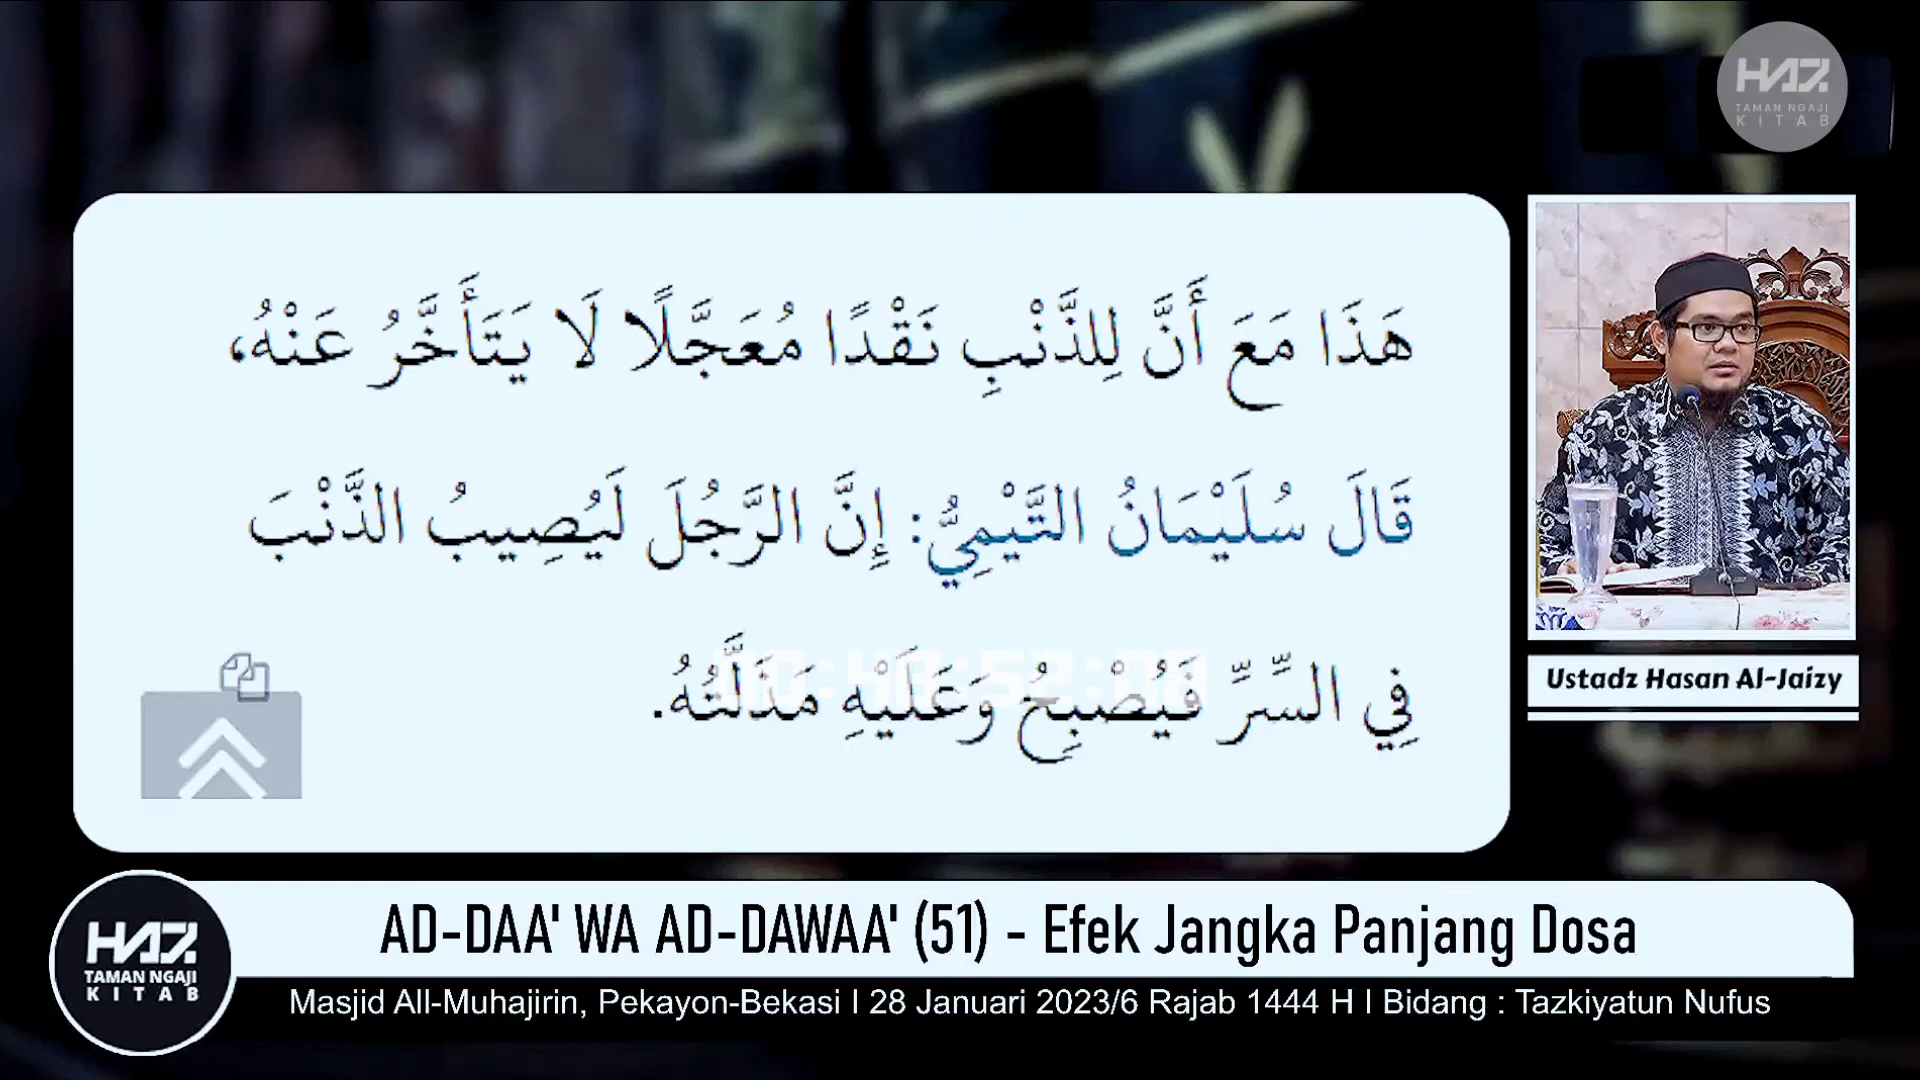 HAZ
TAMAN NGAJI
KITAB
هَذَا مَعَ أَنَّ لِلذَّنْبِ نَقْدًا مُعَجَّلًا لَا يَتَأَخَّرُ عَنْهُ،
قَالَ سُلَيْمَانُ التَّيْمِيُّ: إِنَّ الرَّجُلَ لَيُصِيبُ الذَّنْبَ
فِي السِّرِّ فَيُصْبِحُ وَعَلَيْهِ مَذَلَّتُهُ.
Ustadz Hasan Al-Jaizy
AD-DAA' WA AD-DAWAA' (51) - Efek Jangka Panjang Dosa
HAZ
TAMAN NGAJI
KITAB
Masjid All-Muhajirin, Pekayon-Bekasi I 28 Januari 2023/6 Rajab 1444 H I Bidang : Tazkiyatun Nufus